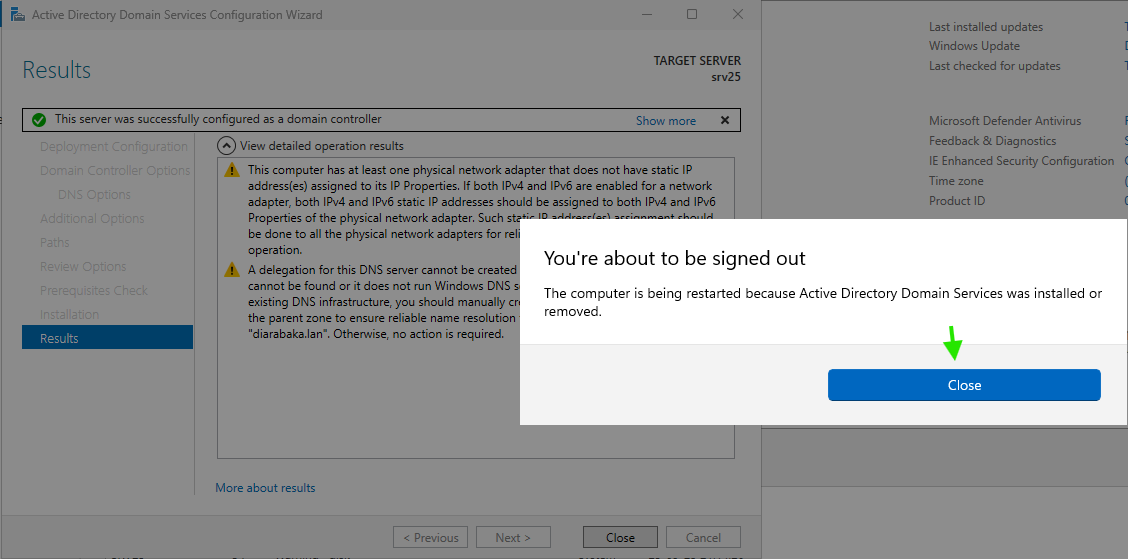 Active Directory Domain Services Configuration Wizard
Results
TARGET SERVER
srv25
This server was successfully configured as a domain controller
Show more
Deployment Configuration
Domain Controller Options
DNS Options
Additional Options
Paths
Review Options
Prerequisites Check
Installation
Results
View detailed operation results
This computer has at least one physical network adapter that does not have static IP
address(es) assigned to its IP Properties. If both IPv4 and IPv6 are enabled for a network
adapter, both IPv4 and IPv6 static IP addresses should be assigned to both IPv4 and IPv6
Properties of the physical network adapter. Such static IP address(es) assignment should
be done to all the physical network adapters for
operation.
A delegation for this DNS server cannot be created
cannot be found or it does not run Windows DNS
existing DNS infrastructure, you should manually
the parent zone to ensure reliable name resolution
"diarabaka.lan". Otherwise, no action is required.
More about results
< Previous
Next >
Close
Cancel
Last installed updates
Windows Update
Last checked for updates
Microsoft Defender Antivirus
Feedback & Diagnostics
IE Enhanced Security Configuration
Time zone
Product ID
You're about to be signed out
The computer is being restarted because Active Directory Domain Services was installed or
removed.
Close